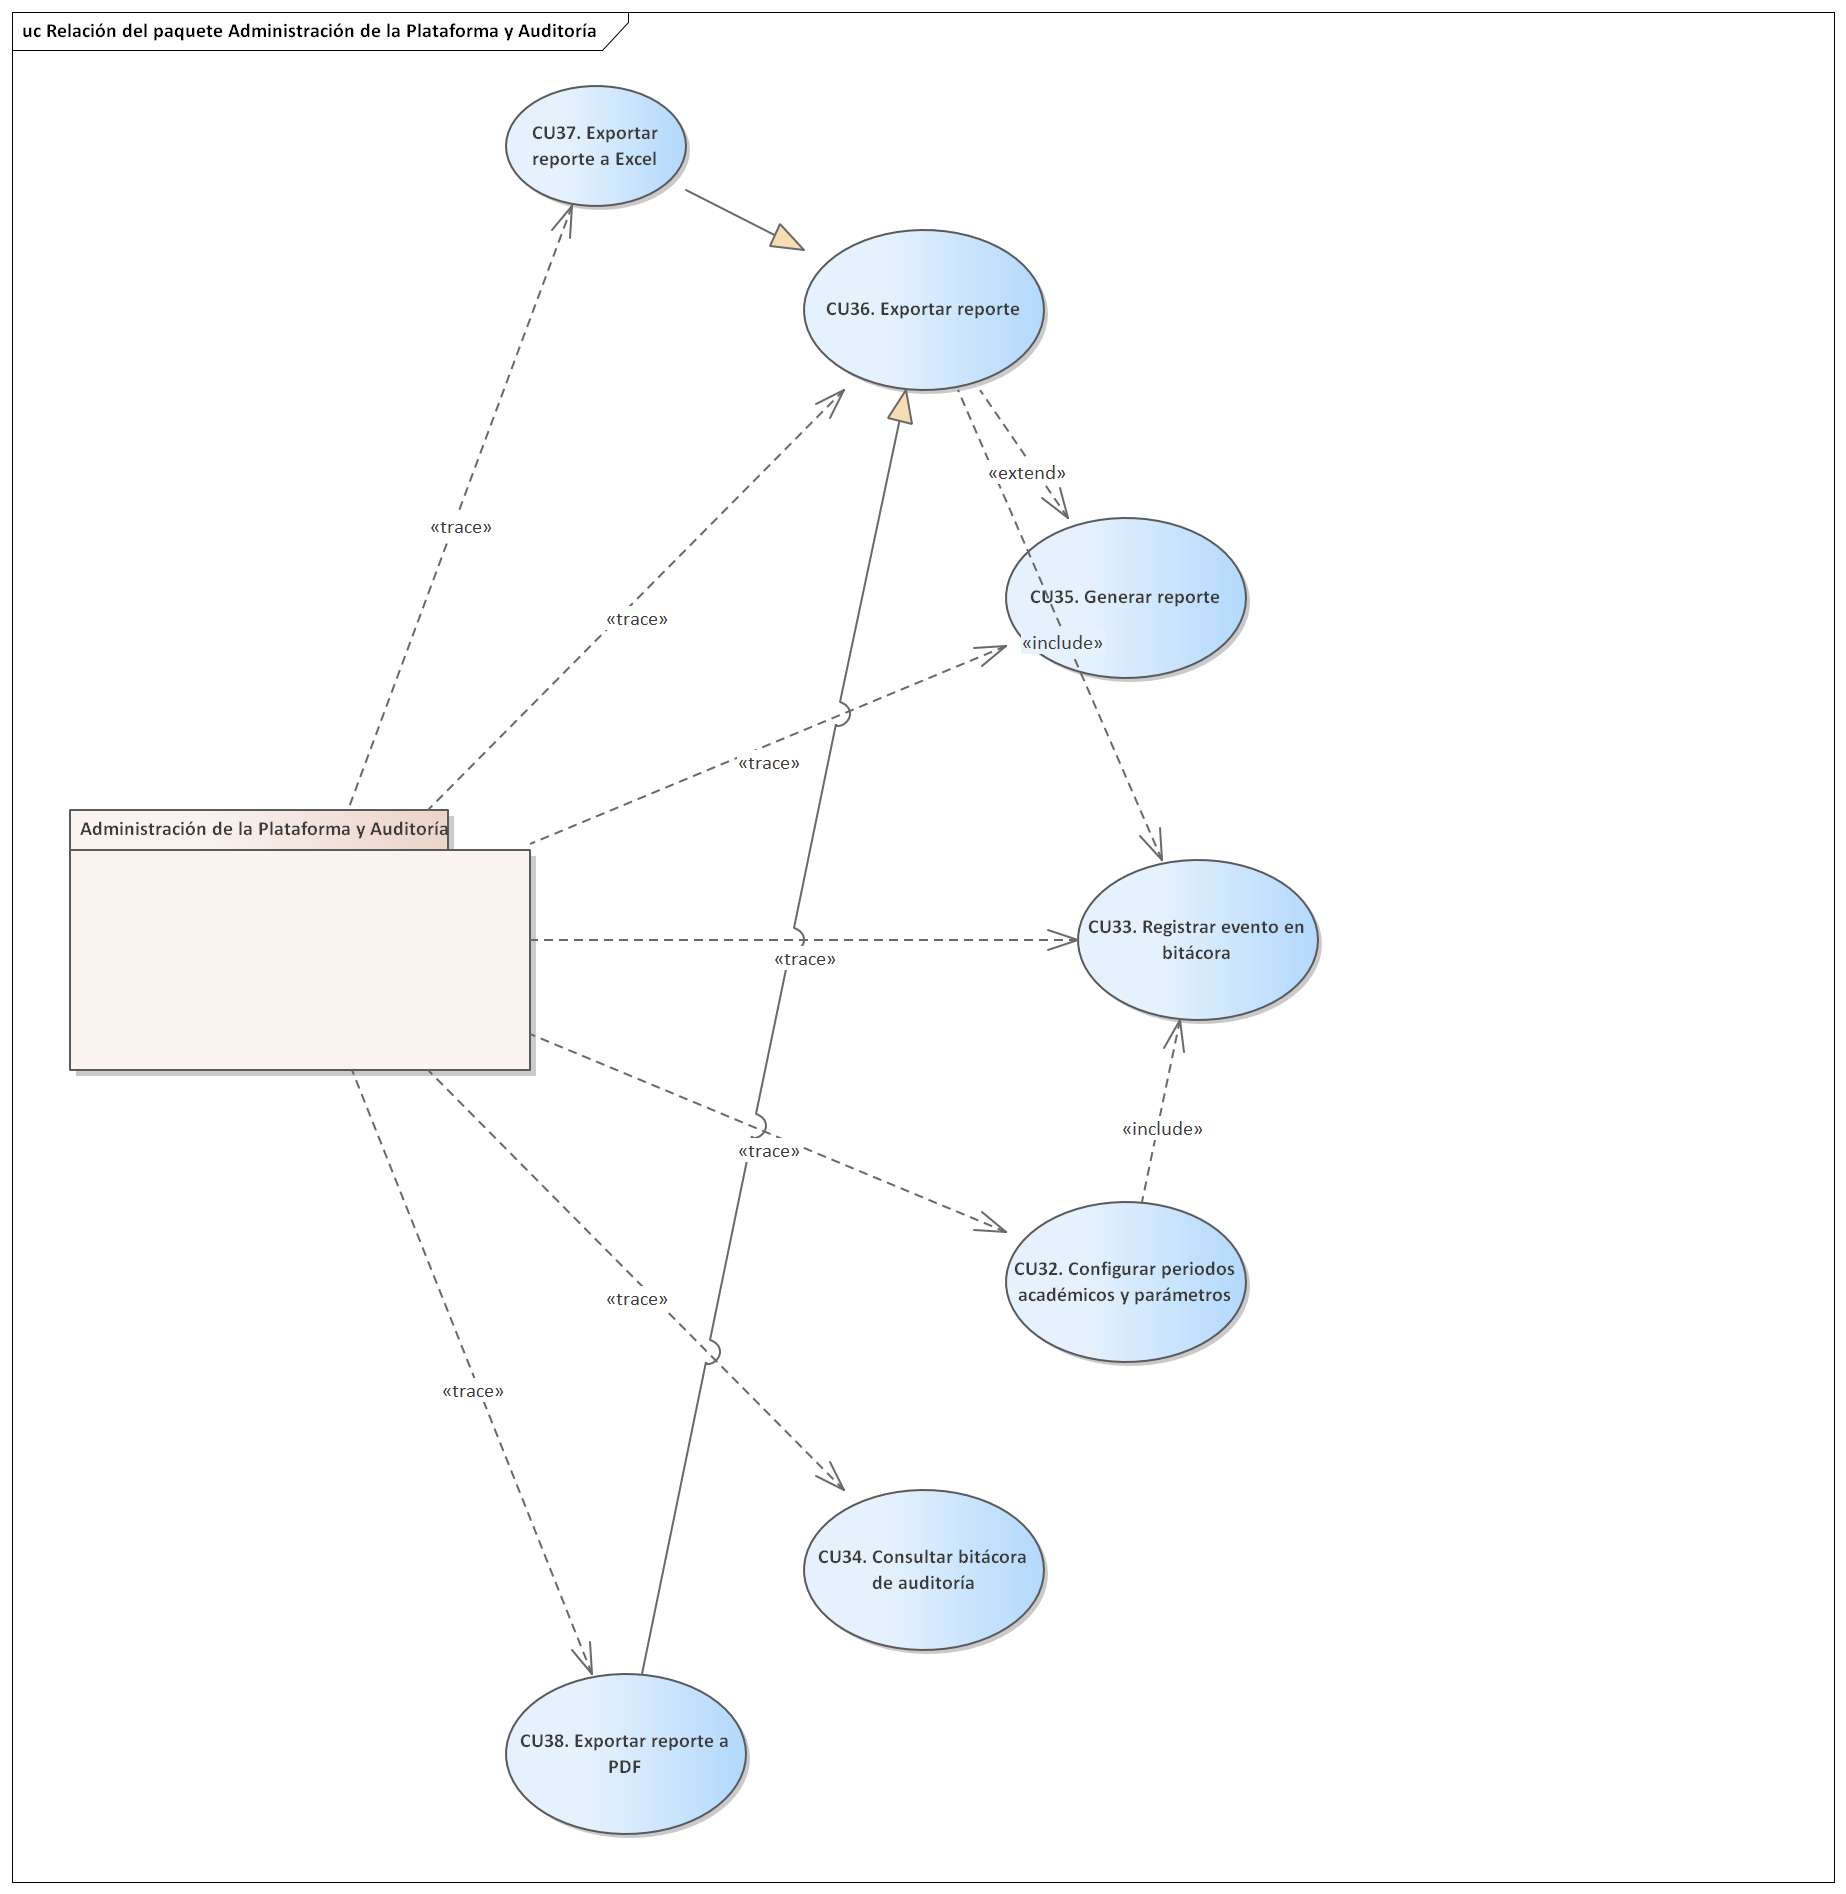 uc Relación del paquete Administración de la Plataforma y Auditoría
CU37. Exportar
reporte a Excel
CU36. Exportar reporte
«extend»
«trace»
CU35. Generar reporte
«trace»
«include»
«trace»
Administración de la Plataforma y Auditoría
CU33. Registrar evento en
bitácora
«trace»
«include»
«trace»
CU32. Configurar periodos
académicos y parámetros
«trace»
«trace»
CU34. Consultar bitácora
de auditoría
CU38. Exportar reporte a
PDF